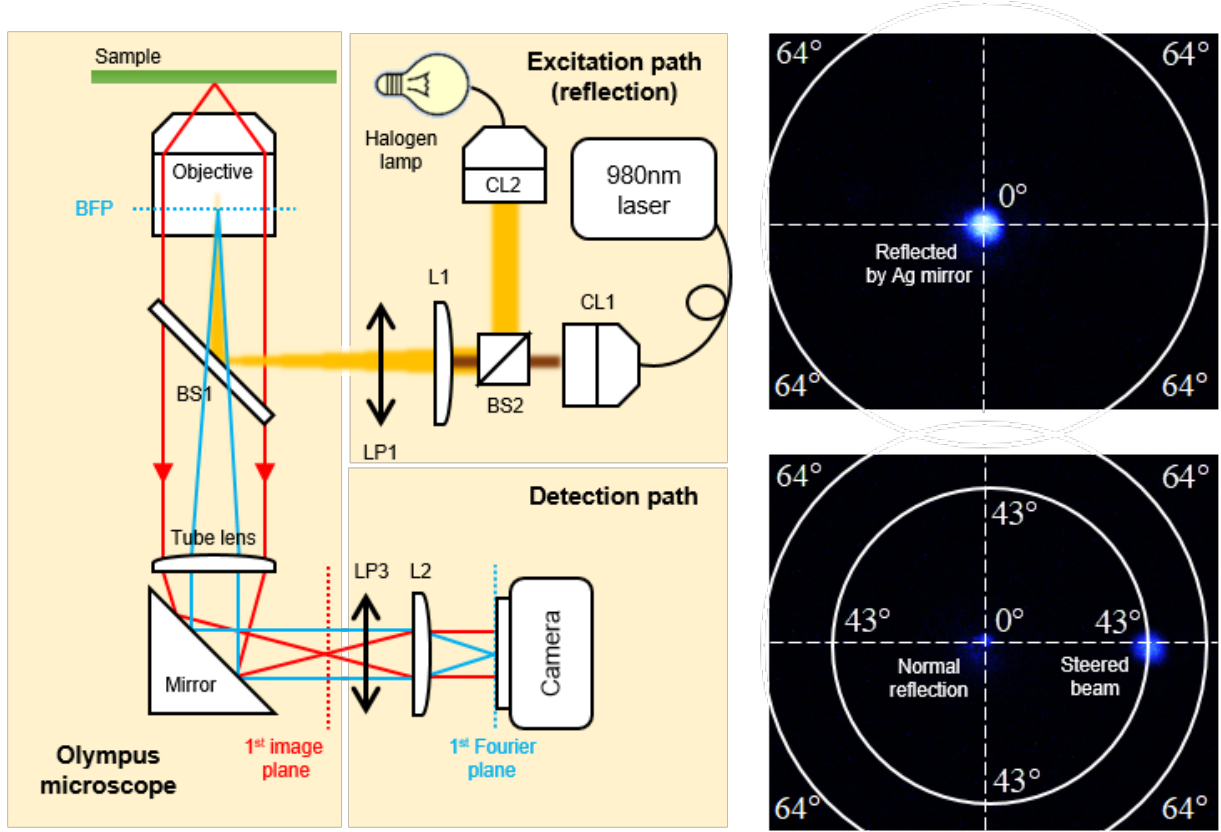 Sample
Objective
BFP
BS1
Tube lens
Mirror
1st image
plane
Olympus
microscope
Excitation path
(reflection)
Halogen
lamp
CL2
980nm
laser
L1
CL1
BS2
LP1
Detection path
LP3
L2
Camera
1st Fourier
plane
64°
64°
0°
Reflected
by Ag mirror
64°
64°
64°
64°
43°
43°
0°
43°
Normal
reflection
Steered
beam
43°
64°
64°